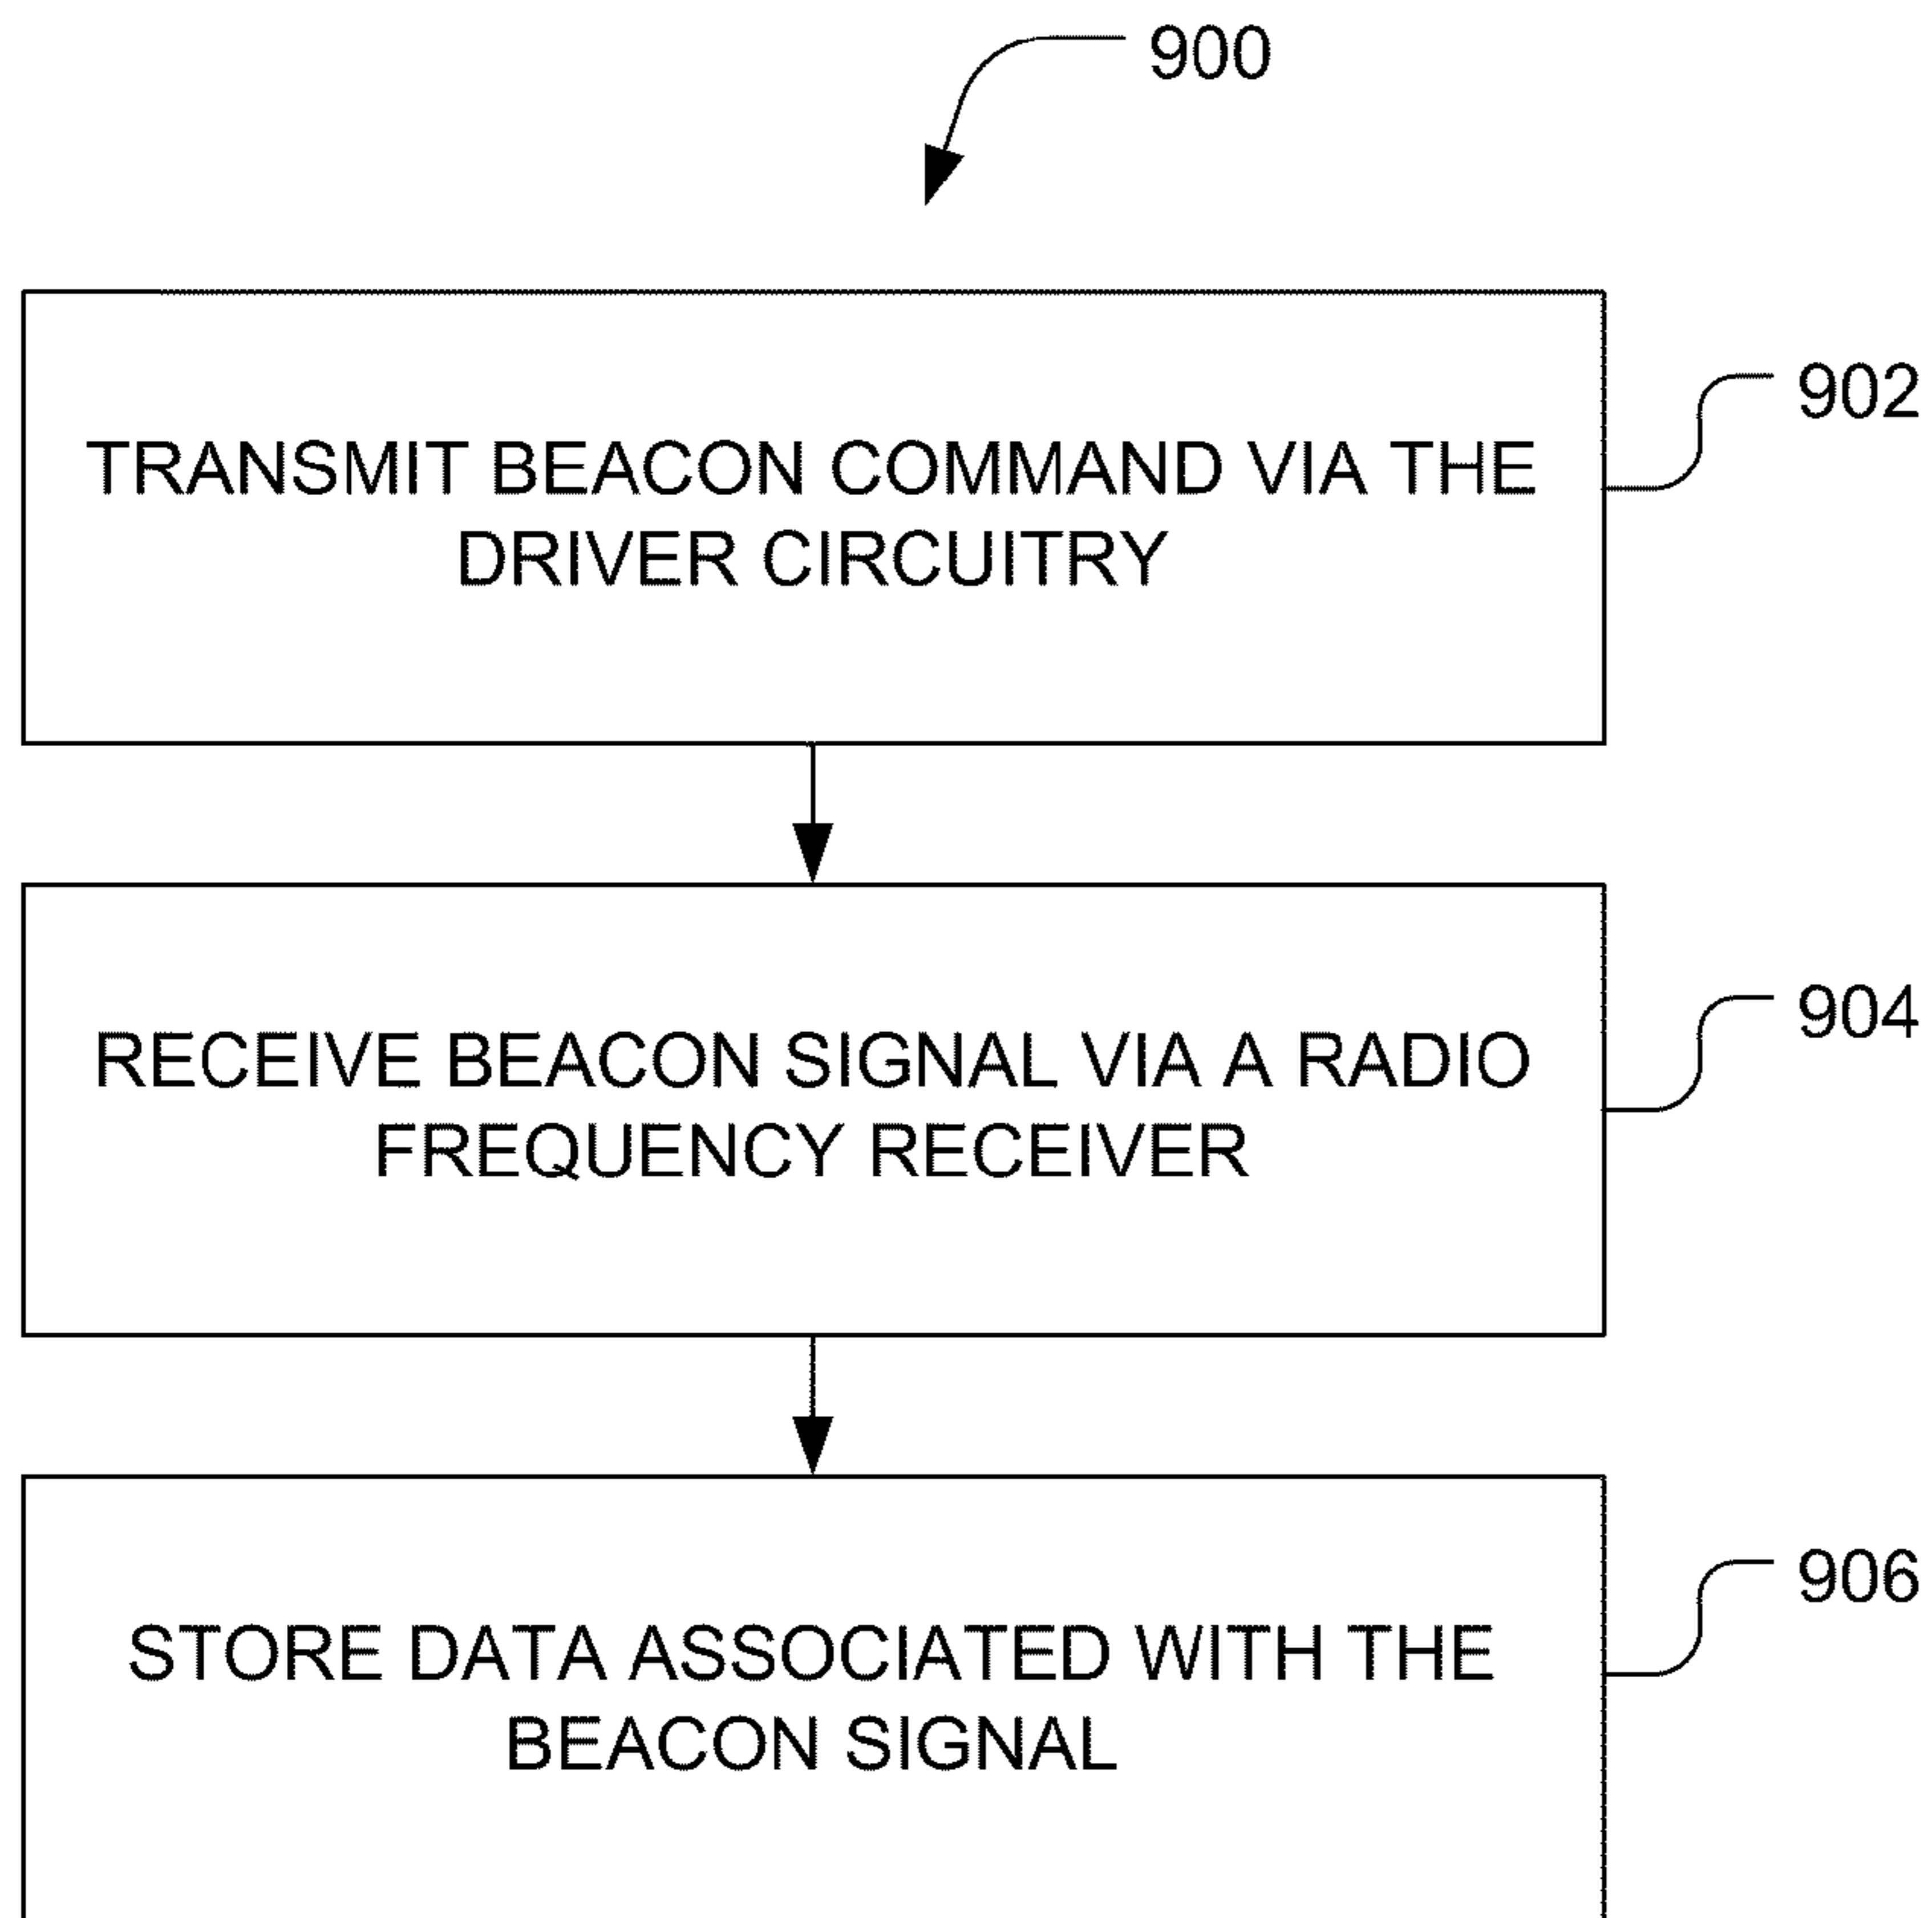 900
902
TRANSMIT BEACON COMMAND VIA THE
DRIVER CIRCUITRY
904
RECEIVE BEACON SIGNAL VIA A RADIO
FREQUENCY RECEIVER
906
STORE DATA ASSOCIATED WITH THE
BEACON SIGNAL